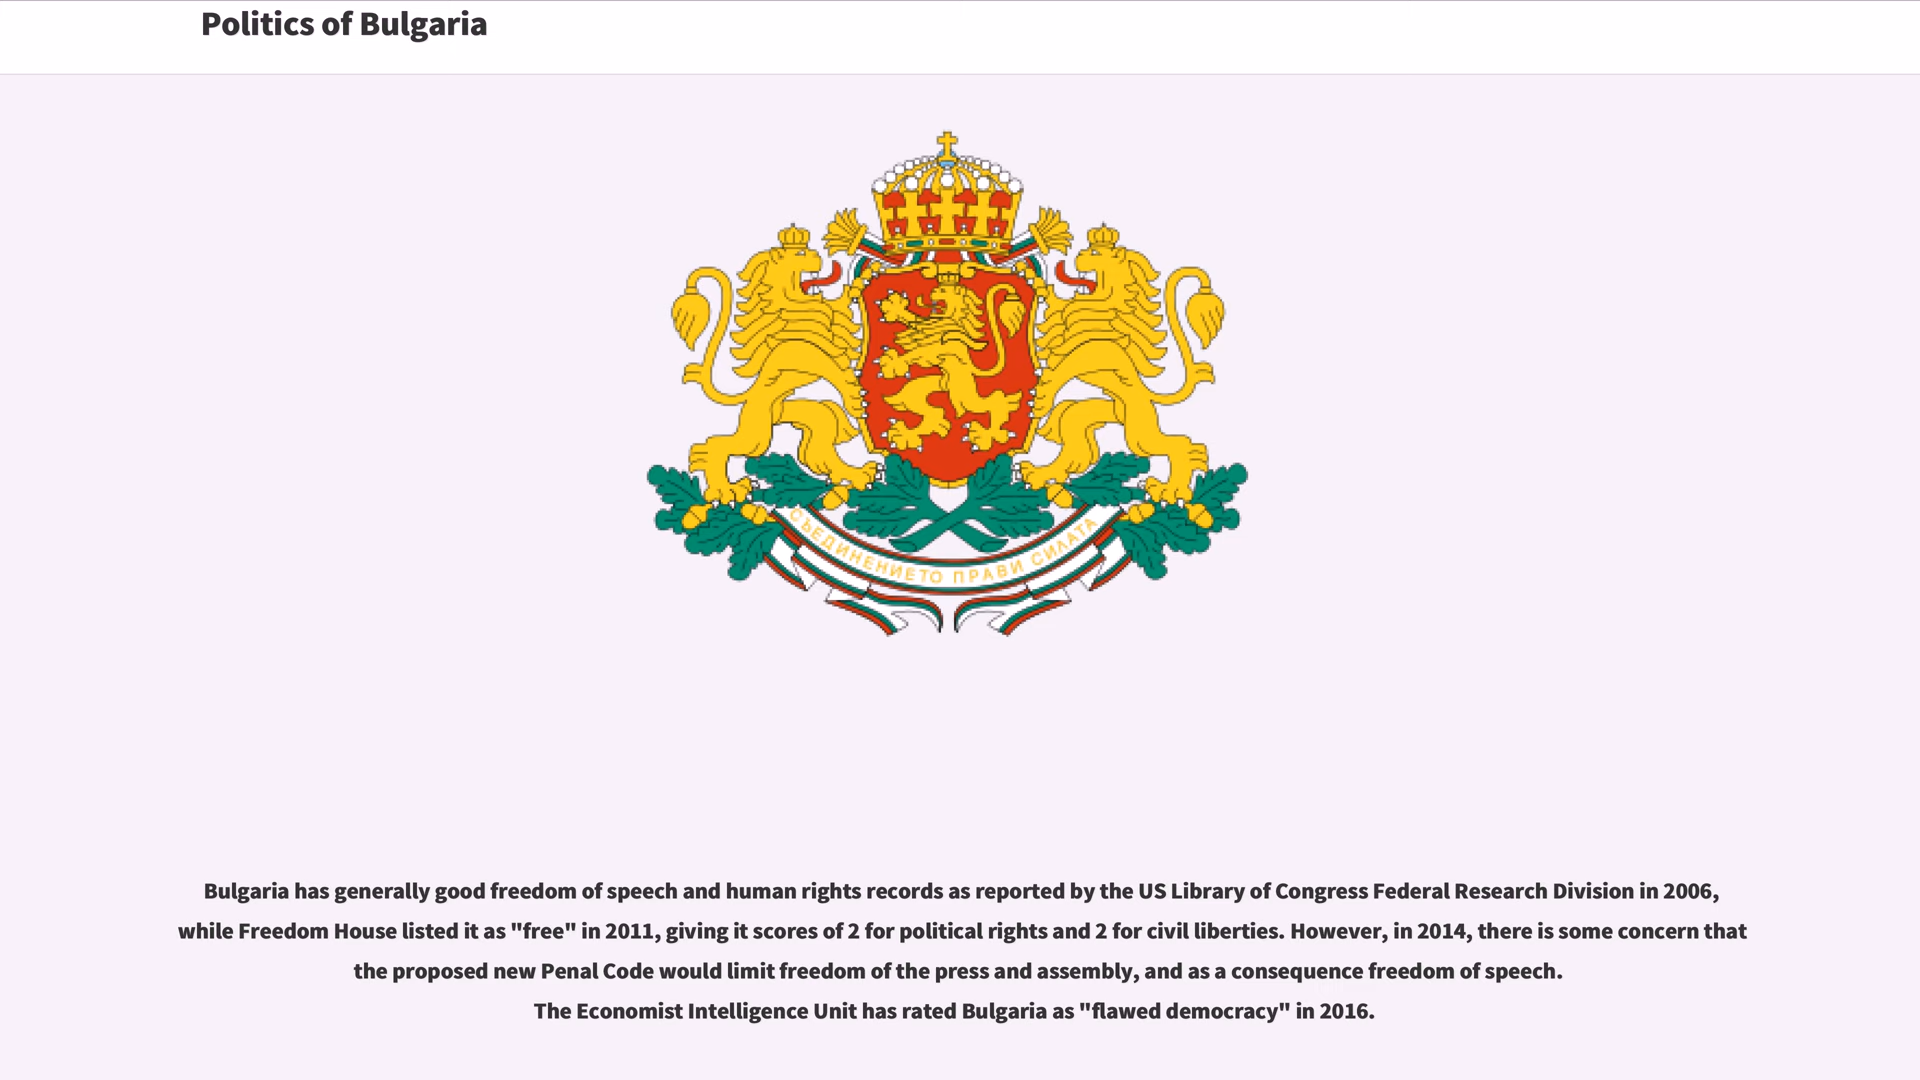 Politics of Bulgaria
СЪЕДИНЕНИЕТО ПРАВИ СИЛАТА
Bulgaria has generally good freedom of speech and human rights records as reported by the US Library of Congress Federal Research Division in 2006,
while Freedom House listed it as "free" in 2011, giving it scores of 2 for political rights and 2 for civil liberties. However, in 2014, there is some concern that
the proposed new Penal Code would limit freedom of the press and assembly, and as a consequence freedom of speech.
The Economist Intelligence Unit has rated Bulgaria as "flawed democracy" in 2016.